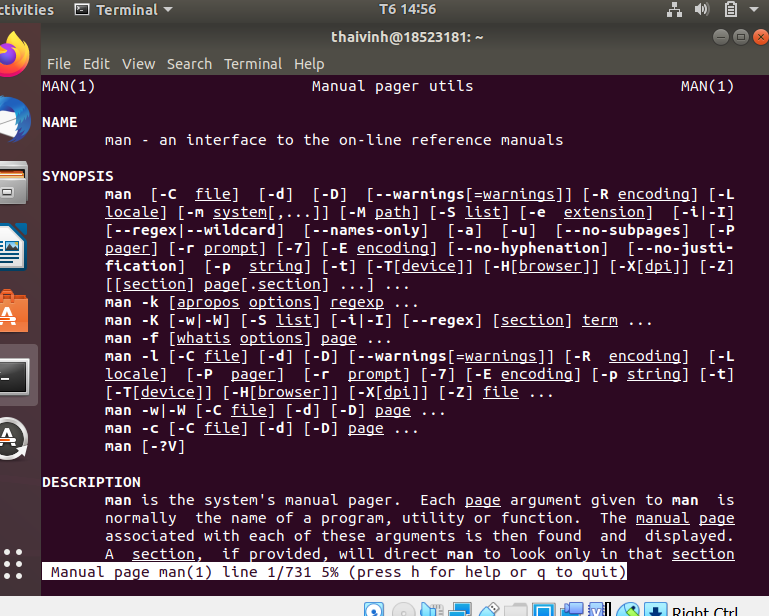 ctivities Terminal T6 14:56
thaivinh@18523181: ~
File Edit View Search Terminal Help
MAN(1) Manual pager utils MAN(1)
NAME
man - an interface to the on-line reference manuals
SYNOPSIS
man [-C file] [-d] [-D] [--warnings[=warnings]] [-R encoding] [-L
locale] [-m system[,...]] [-M path] [-S list] [-e extension] [-i|-I]
[--regex|--wildcard] [--names-only] [-a] [-u] [--no-subpages] [-P
pager] [-r prompt] [-7] [-E encoding] [--no-hyphenation] [--no-justi-
fication] [-p string] [-t] [-T[device]] [-H[browser]] [-X[dpi]] [-Z]
[[section] page[.section] ...] ...
man -k [apropos options] regexp ...
man -K [-w|-W] [-S list] [-i|-I] [--regex] [section] term ...
man -f [whatis options] page ...
man -l [-C file] [-d] [-D] [--warnings[=warnings]] [-R encoding] [-L
locale] [-P pager] [-r prompt] [-7] [-E encoding] [-p string] [-t]
[-T[device]] [-H[browser]] [-X[dpi]] [-Z] file ...
man -w|-W [-C file] [-d] [-D] page ...
man -c [-C file] [-d] [-D] page ...
man [-?V]
DESCRIPTION
man is the system's manual pager. Each page argument given to man is
normally the name of a program, utility or function. The manual page
associated with each of these arguments is then found and displayed.
A section, if provided, will direct man to look only in that section
Manual page man(1) line 1/731 5% (press h for help or q to quit)
Right Ctrl